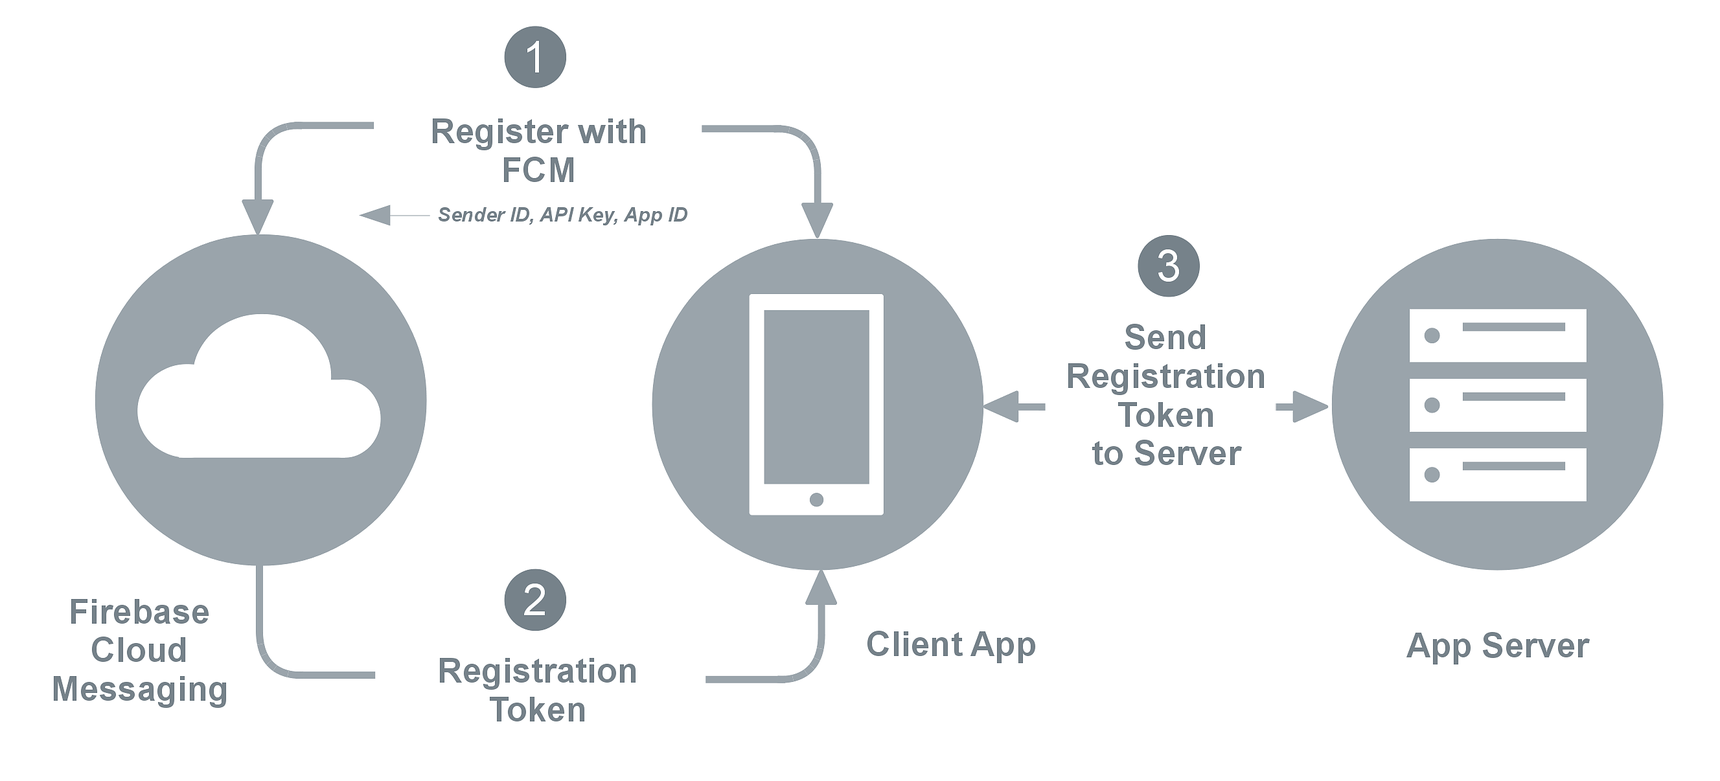 1
Register with
FCM
Sender ID, API Key, App ID
3
Send
Registration
Token
to Server
2
Registration
Token
Firebase
Cloud
Messaging
Client App
App Server